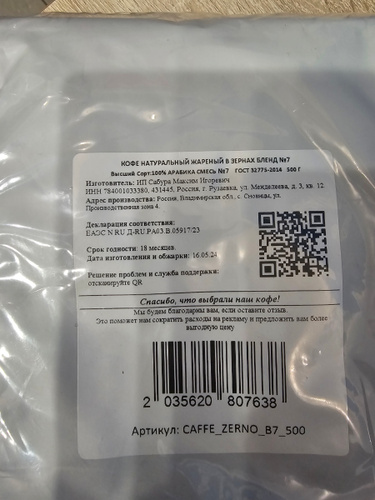 КОФЕ НАТУРАЛЬНЫЙ ЖАРЕНЫЙ В ЗЕРНАХ БЛЕНД №7
Высший Сорт:100% АРАБИКА СМЕСЬ №7 ГОСТ 32775-2014 500 Г
Изготовитель: ИП Сабура Максим Игоревич
ИНН 784001033380, 431445, Россия, г. Рузаевка, ул. Менделеева, д. 3, кв. 12
Адрес производства: Россия, Владимирская обл., с. Сновицы, ул.
Производственная зона 4.
Декларация соответствия:
ЕАЭС N RU Д-RU.РА03.В.05917/23
Срок годности: 18 месяцев.
Дата изготовления и обжарки: 16.05.24
Решение проблем и служба поддержки:
отсканируйте QR
Спасибо, что выбрали наш кофе!
Мы будем благодарны вам, если оставите отзыв.
Это поможет нам сократить расходы на рекламу и предложить вам более
выгодную цену
2 035620 807638
Артикул: CAFFE_ZERNO_B7_500